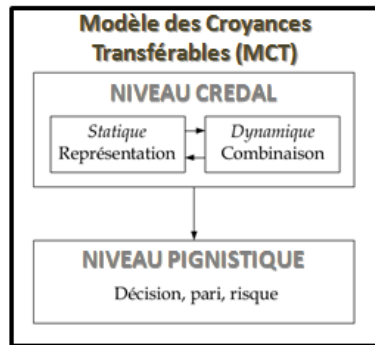 Modèle des Croyances
Transférables (MCT)
NIVEAU CREDAL
Statique
Représentation
Dynamique
Combinaison
NIVEAU PIGNISTIQUE
Décision, pari, risque